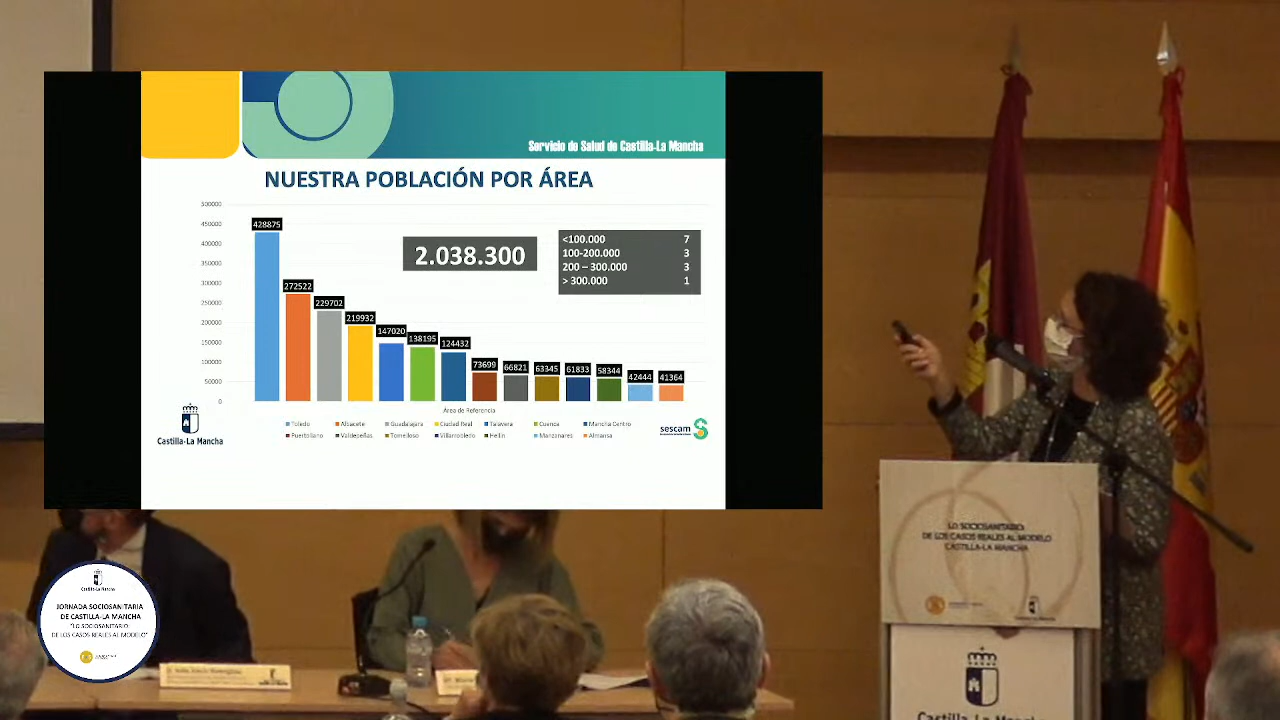 Servicio de Salud de Castilla-La Mancha
NUESTRA POBLACIÓN POR ÁREA
500000
450000
400000
350000
300000
250000
200000
150000
100000
50000
0
428875
272522
229702
219932
147020
138195
124432
73699
66821
63345
61833
58344
42444
41364
2.038.300
<100.000 7
100-200.000 3
200 – 300.000 3
> 300.000 1
Área de Referencia
Toledo Albacete Guadalajara Ciudad Real Talavera Cuenca Mancha Centro
Puertollano Valdepeñas Tomelloso Villarrobledo Hellín Manzanares Almansa
Castilla-La Mancha
sescam
LO SOCIOSANITARIO:
DE LOS CASOS REALES AL MODELO
CASTILLA-LA MANCHA
Castilla-La Mancha
Castilla-La Mancha
JORNADA SOCIOSANITARIA
DE CASTILLA-LA MANCHA
"LO SOCIOSANITARIO
DE LOS CASOS REALES AL MODELO"